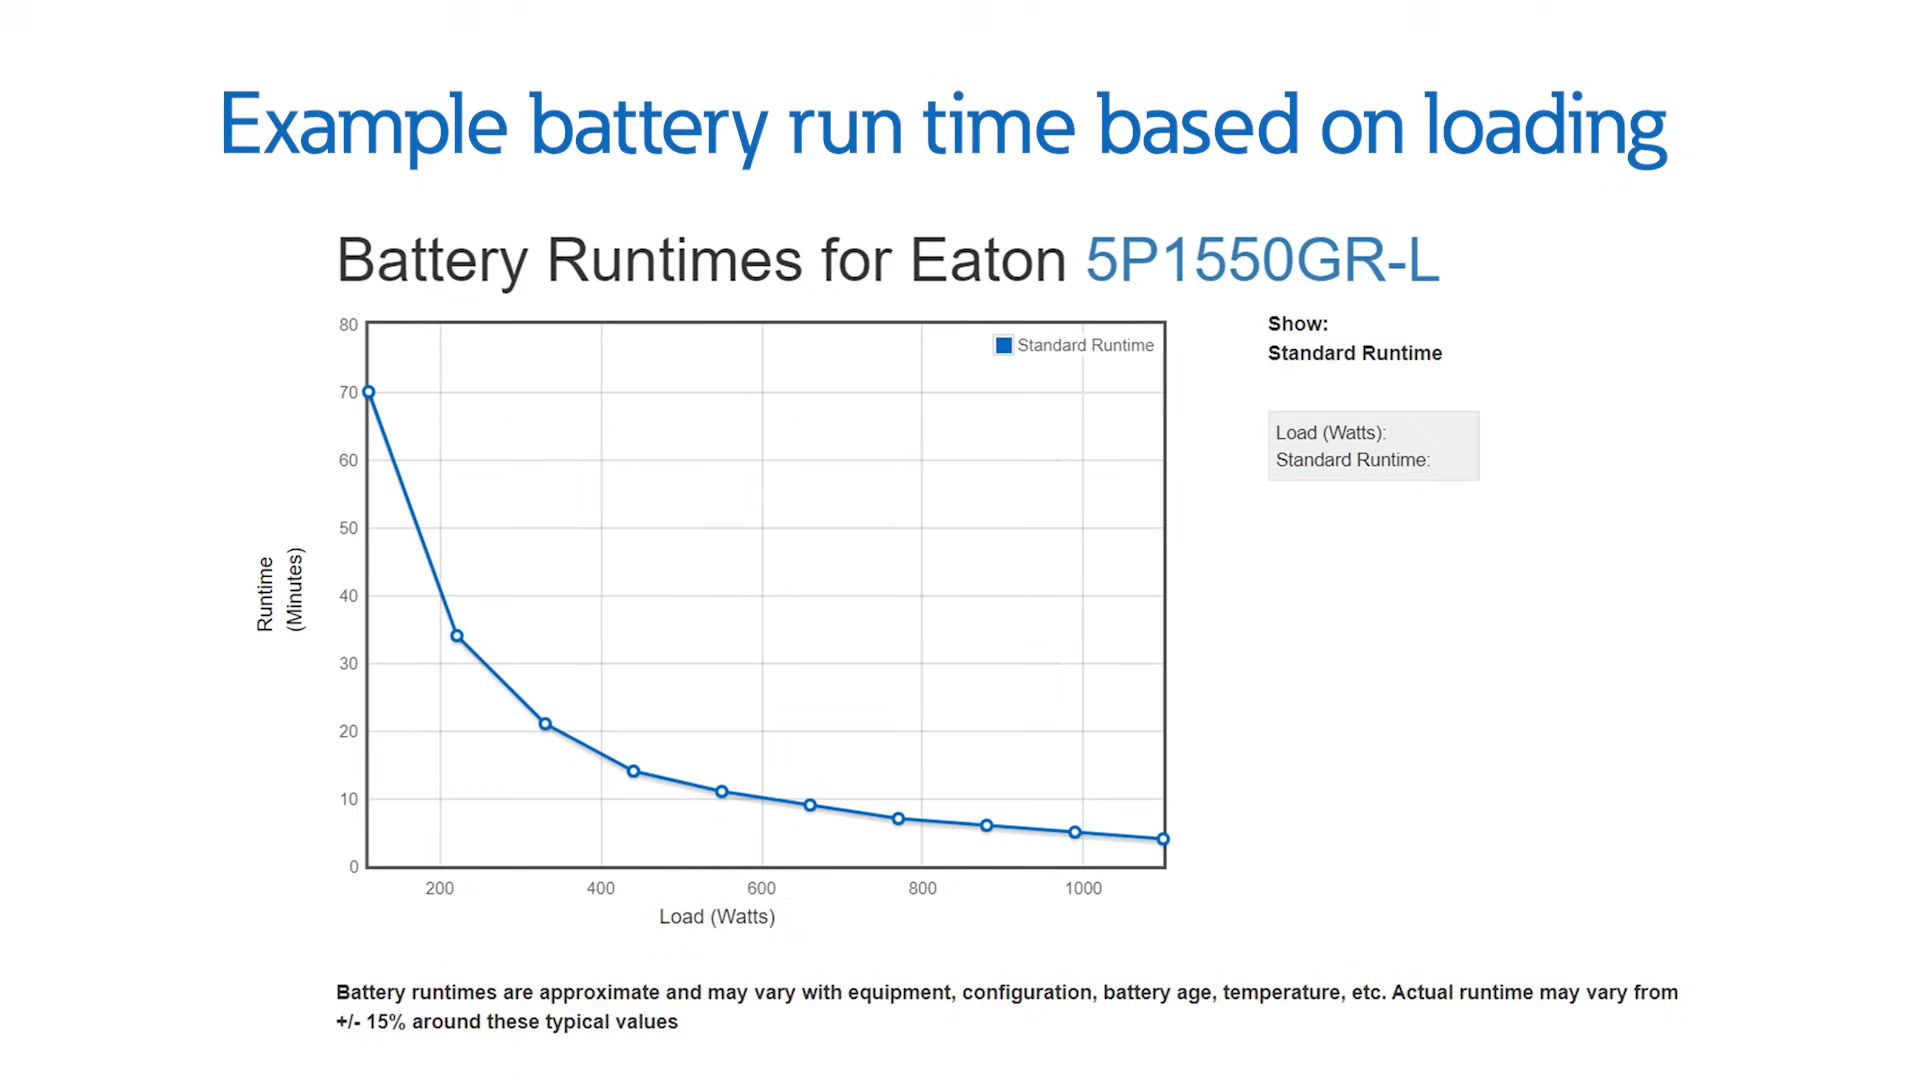 Example battery run time based on loading
Battery Runtimes for Eaton 5P1550GR-L
80
70
60
50
40
30
20
10
0
Runtime
(Minutes)
Standard Runtime
200
400
600
800
1000
Load (Watts)
Show:
Standard Runtime
Load (Watts):
Standard Runtime:
Battery runtimes are approximate and may vary with equipment, configuration, battery age, temperature, etc. Actual runtime may vary from
+/- 15% around these typical values